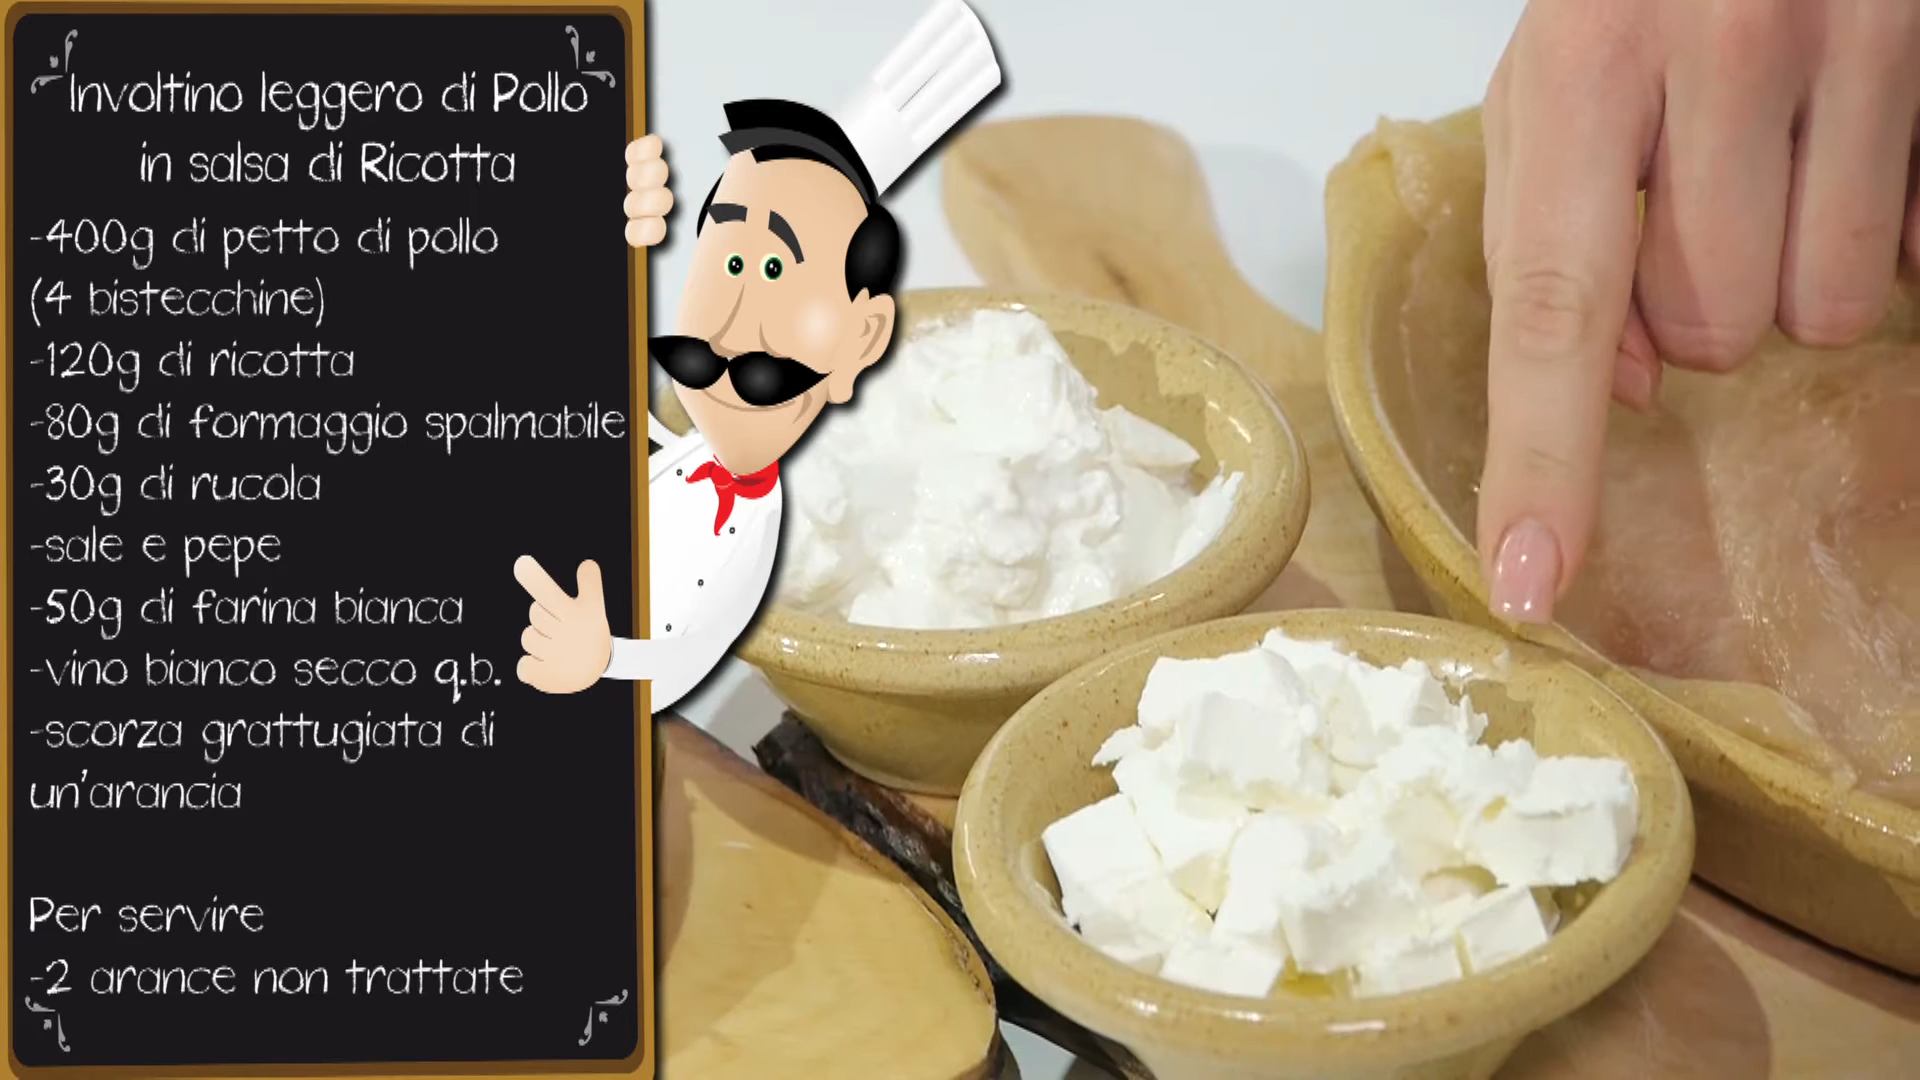 Involtino leggero di Pollo
in salsa di Ricotta
-400g di petto di pollo
(4 bistecchine)
-120g di ricotta
-80g di formaggio spalmabile
-30g di rucola
-sale e pepe
-50g di farina bianca
-vino bianco secco q.b.
-scorza grattugiata di
un'arancia
Per servire
-2 arance non trattate